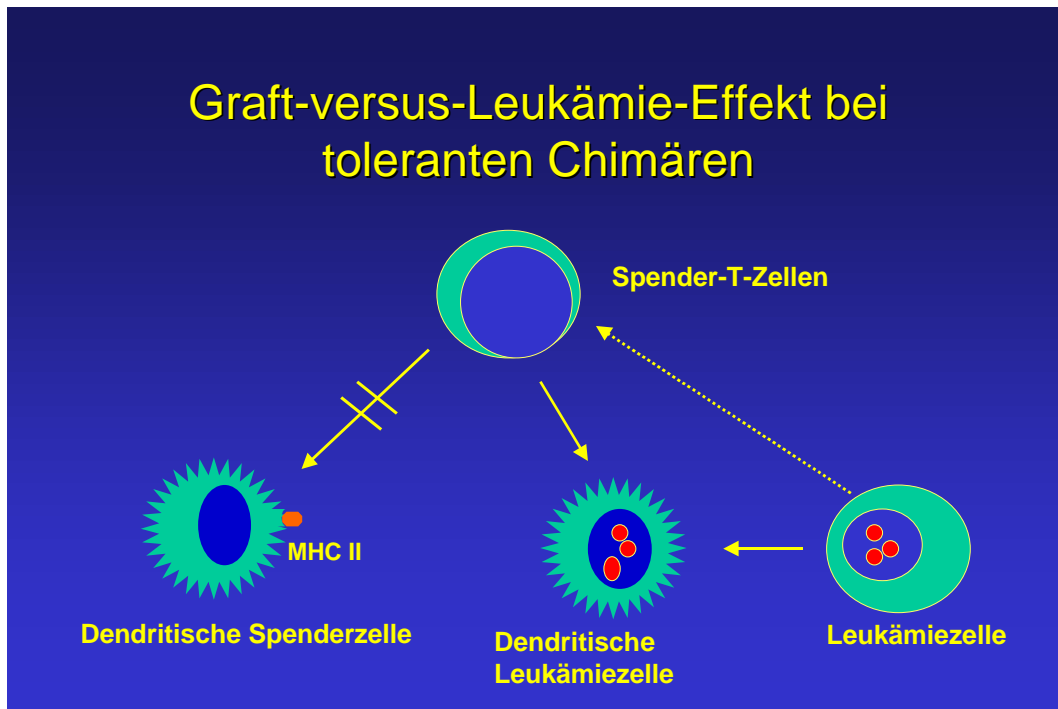 Graft-versus-Leukämie-Effekt bei
toleranten Chimären
Spender-T-Zellen
MHC II
Dendritische Spenderzelle
Dendritische
Leukämiezelle
Leukämiezelle